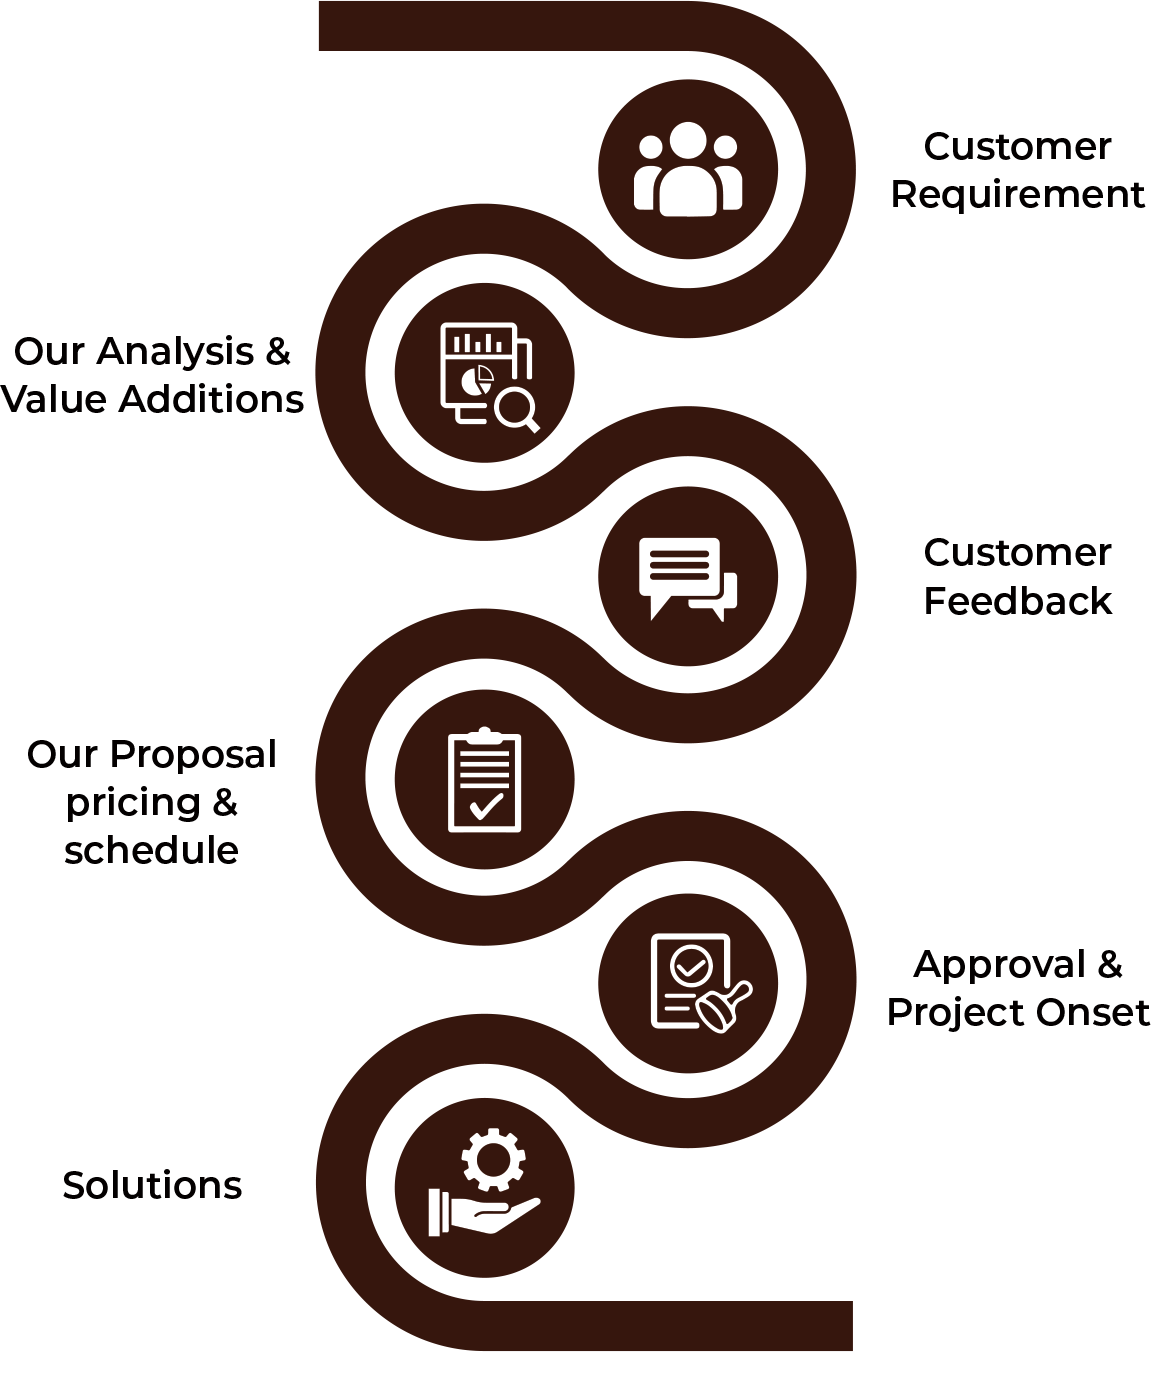 Customer
Requirement
Our Analysis &
Value Additions
Customer
Feedback
Our Proposal
pricing &
schedule
Approval &
Project Onset
Solutions